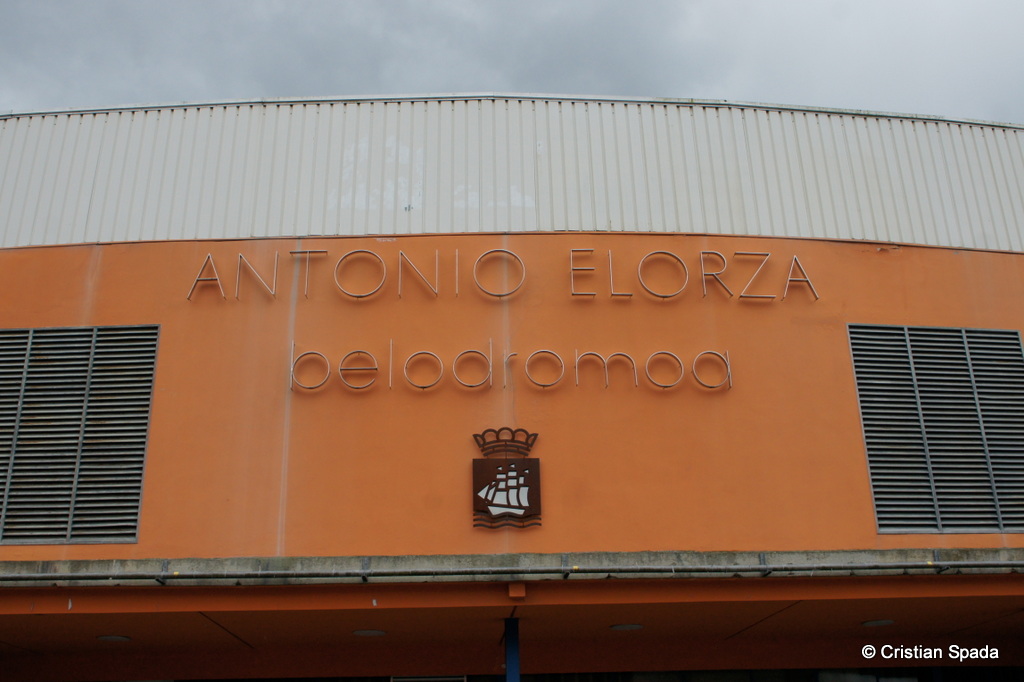 ANTONIO ELORZA
belodromoa
© Cristian Spada